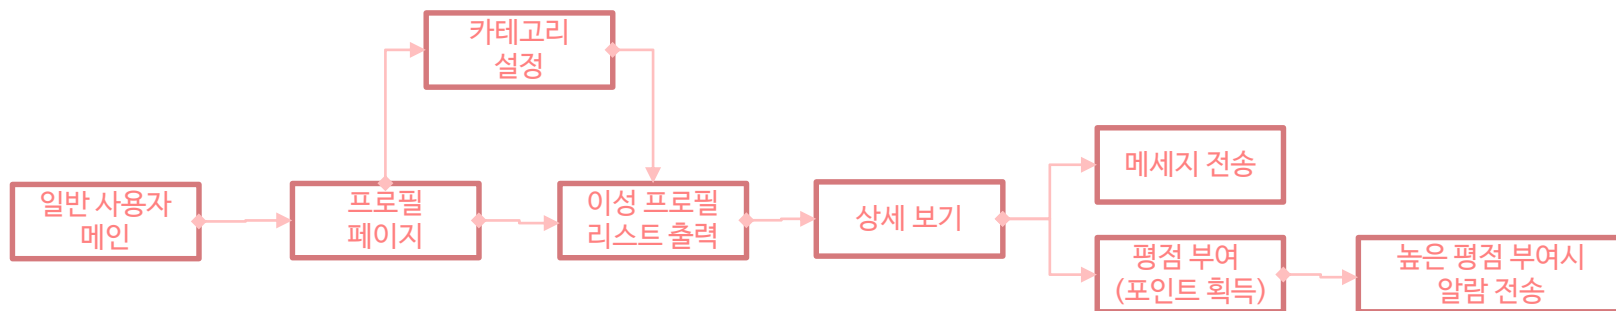 카테고리
설정
메세지 전송
일반 사용자
메인
프로필
페이지
이성 프로필
리스트 출력
상세 보기
평점 부여
(포인트 획득)
높은 평점 부여시
알람 전송